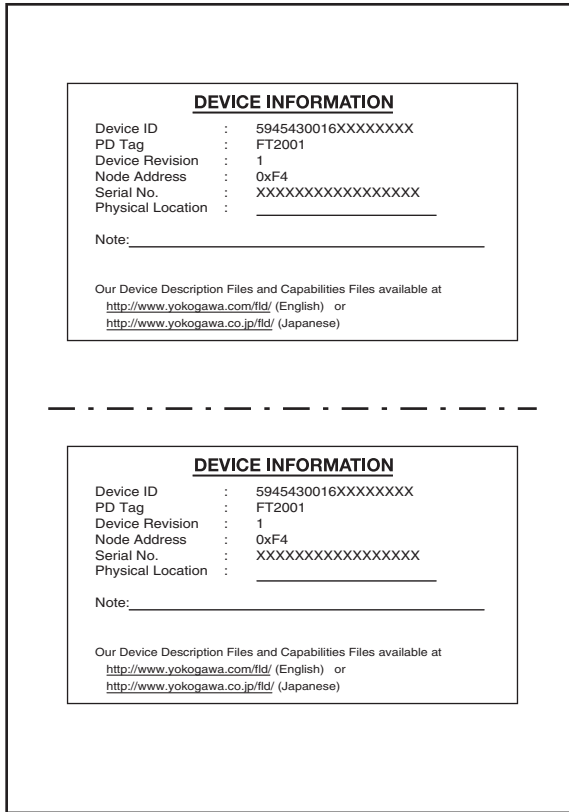 DEVICE INFORMATION
Device ID : 5945430016XXXXXXXX
PD Tag : FT2001
Device Revision : 1
Node Address : 0xF4
Serial No. : XXXXXXXXXXXXXXXXX
Physical Location :
Note:
Our Device Description Files and Capabilities Files available at
http://www.yokogawa.com/fld/ (English) or
http://www.yokogawa.co.jp/fld/ (Japanese)
DEVICE INFORMATION
Device ID : 5945430016XXXXXXXX
PD Tag : FT2001
Device Revision : 1
Node Address : 0xF4
Serial No. : XXXXXXXXXXXXXXXXX
Physical Location :
Note:
Our Device Description Files and Capabilities Files available at
http://www.yokogawa.com/fld/ (English) or
http://www.yokogawa.co.jp/fld/ (Japanese)